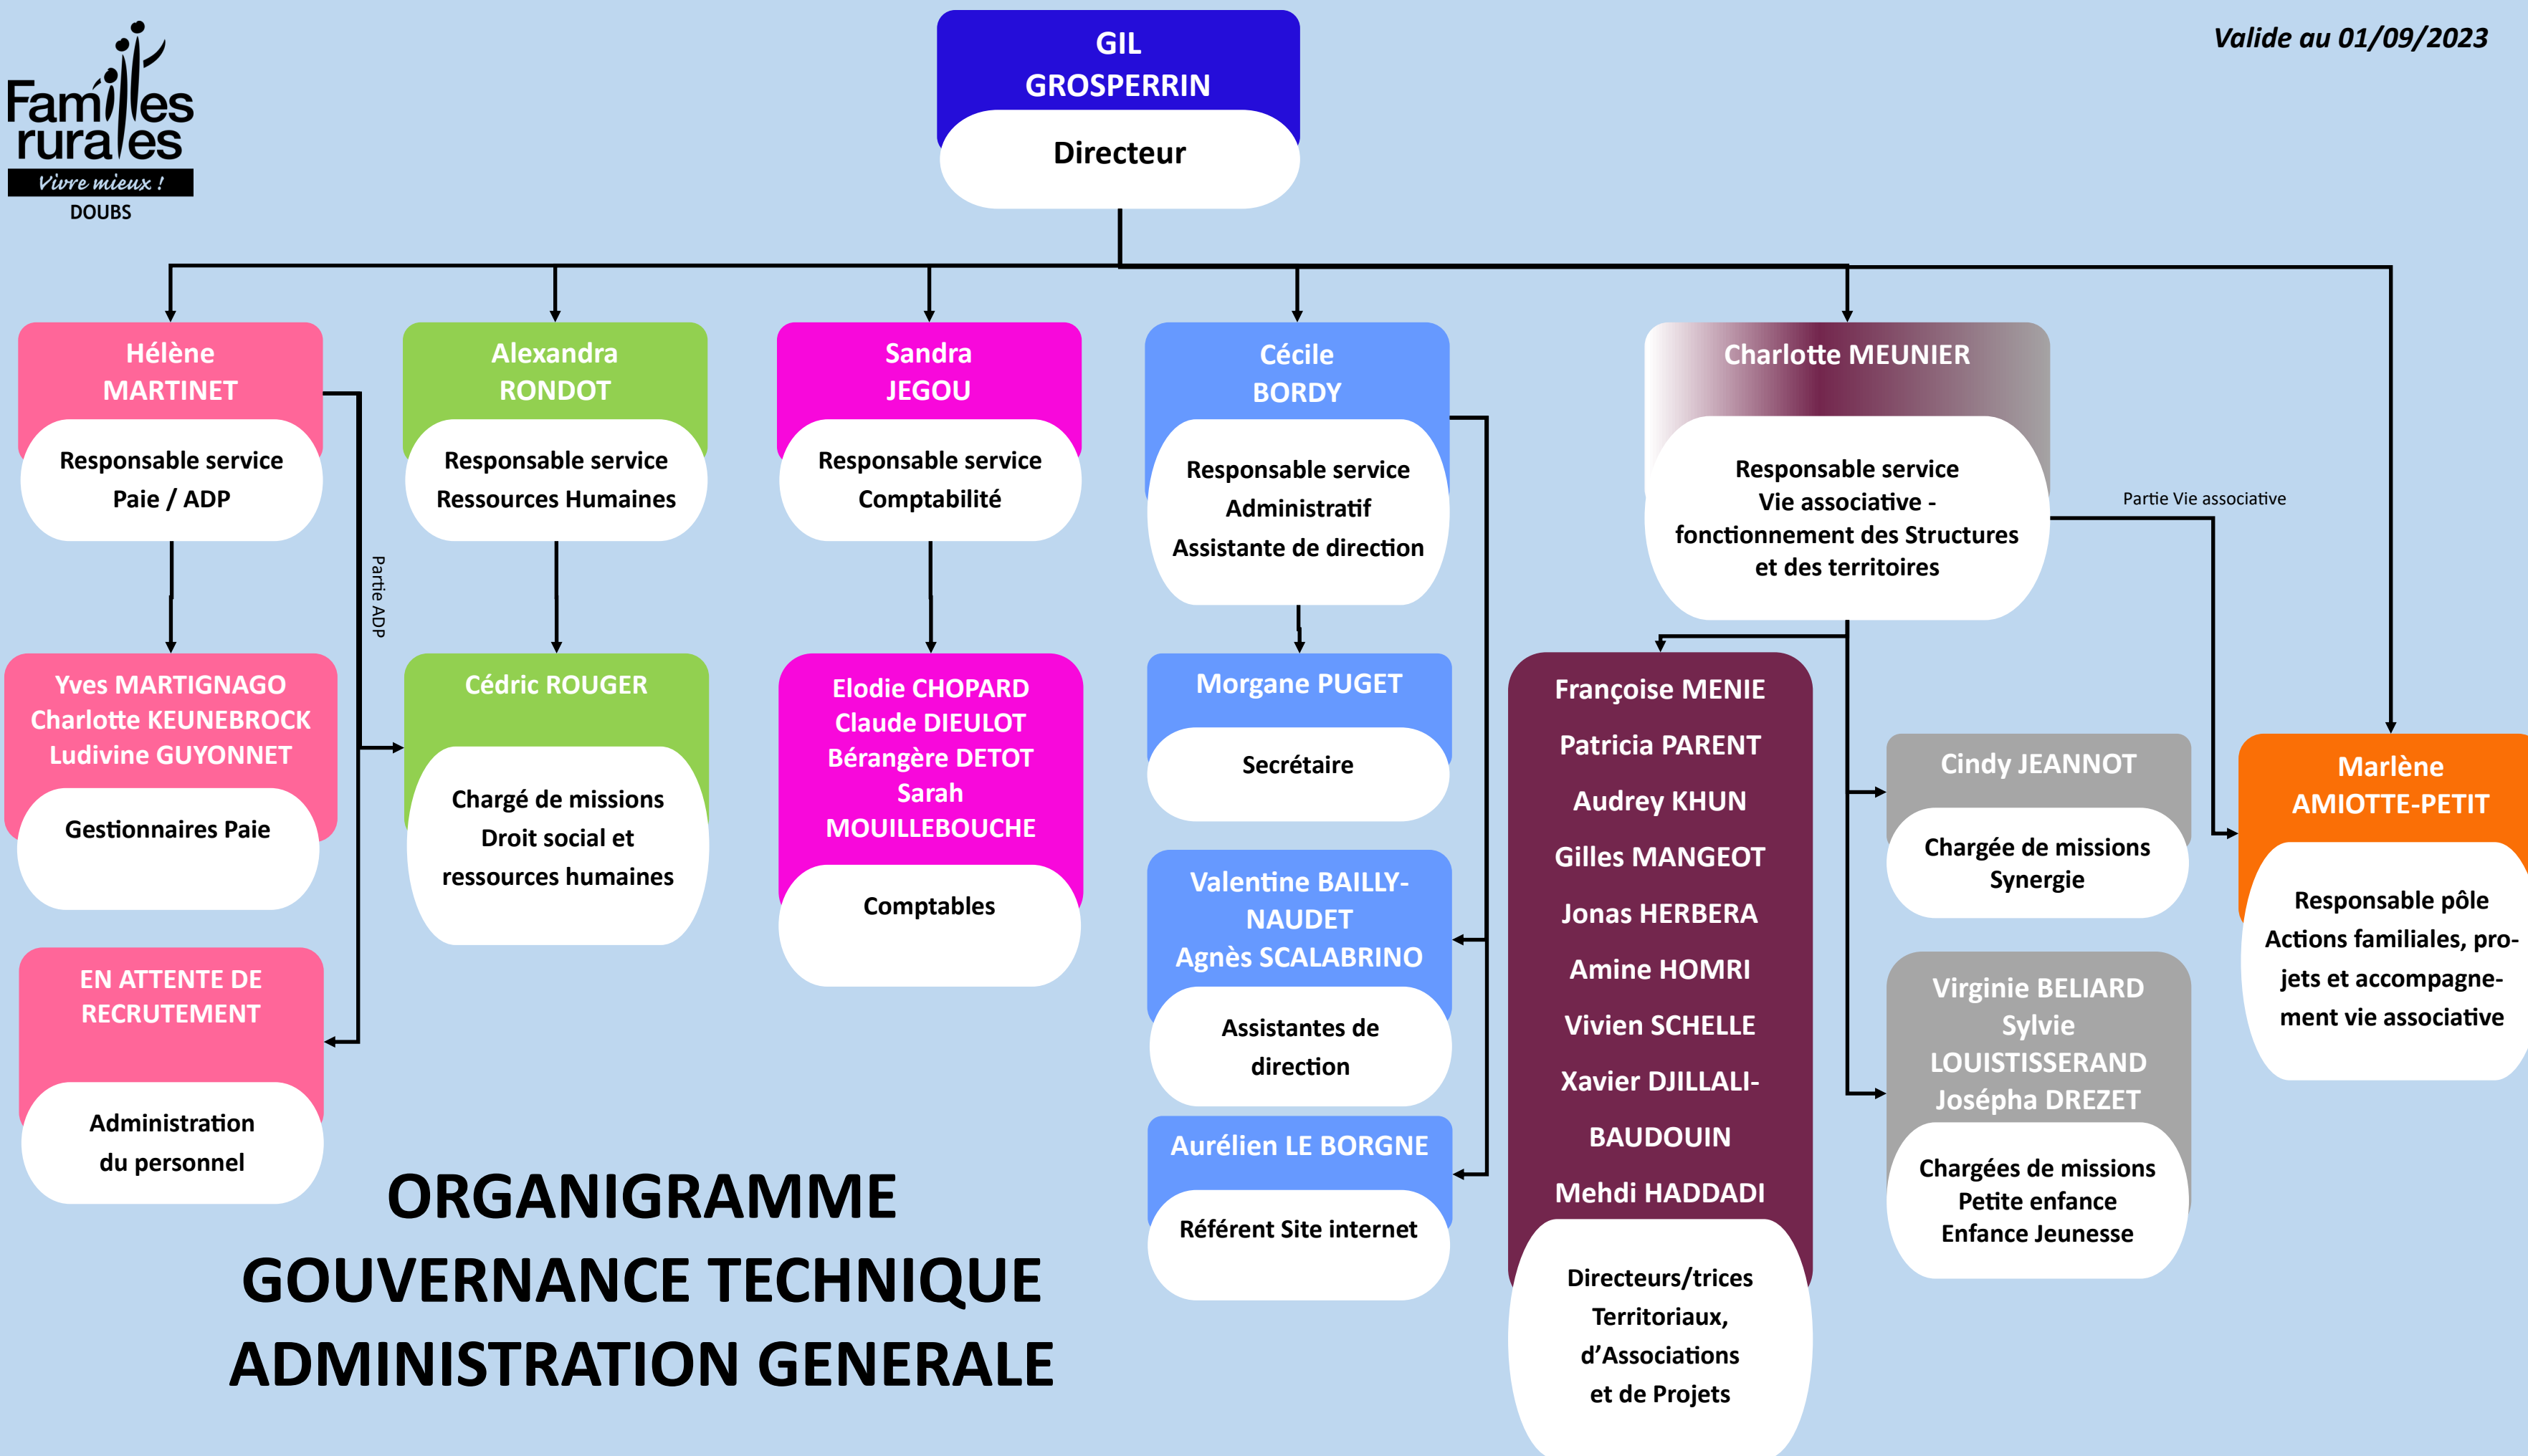 Familles
rurales
Vivre mieux !
DOUBS
GIL
GROSPERRIN
Directeur
Valide au 01/09/2023
Hélène
MARTINET
Responsable service
Paie / ADP
Alexandra
RONDOT
Responsable service
Ressources Humaines
Sandra
JEGOU
Responsable service
Comptabilité
Cécile
BORDY
Responsable service
Administratif
Assistante de direction
Charlotte MEUNIER
Responsable service
Vie associative -
fonctionnement des Structures
et des territoires
Partie Vie associative
Partie ADP
Yves MARTIGNAGO
Charlotte KEUNEBROCK
Ludivine GUYONNET
Gestionnaires Paie
EN ATTENTE DE
RECRUTEMENT
Administration
du personnel
Cédric ROUGER
Chargé de missions
Droit social et
ressources humaines
Elodie CHOPARD
Claude DIEULOT
Bérangère DETOT
Sarah
MOUILLEBOUCHE
Comptables
Morgane PUGET
Secrétaire
Valentine BAILLY-
NAUDET
Agnès SCALABRINO
Assistantes de
direction
Aurélien LE BORGNE
Référent Site internet
Françoise MENIE
Patricia PARENT
Audrey KHUN
Gilles MANGEOT
Jonas HERBERA
Amine HOMRI
Vivien SCHELLE
Xavier DJILLALI-
BAUDOUIN
Mehdi HADDADI
Directeurs/trices
Territoriaux,
d’Associations
et de Projets
Cindy JEANNOT
Chargée de missions
Synergie
Virginie BELIARD
Sylvie
LOUISTISSERAND
Josépha DREZET
Chargées de missions
Petite enfance
Enfance Jeunesse
Marlène
AMIOTTE-PETIT
Responsable pôle
Actions familiales, pro-
jets et accompagne-
ment vie associative
ORGANIGRAMME
GOUVERNANCE TECHNIQUE
ADMINISTRATION GENERALE